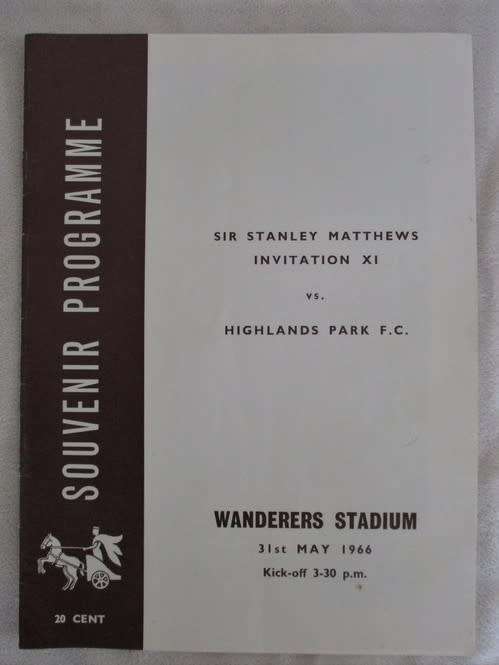 SOUVENIR PROGRAMME
20 CENT
SIR STANLEY MATTHEWS
INVITATION XI
vs.
HIGHLANDS PARK F.C.
WANDERERS STADIUM
31st MAY 1966
Kick-off 3-30 p.m.